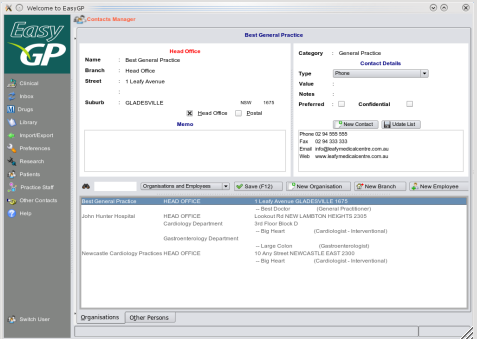 Welcome to EasyGP
Easy
GP
Clinical
Inbox
Drugs
Library
Import/Export
Preferences
Research
Patients
Practice Staff
Other Contacts
Help
Switch User
Contacts Manager
Best General Practice
Head Office
Name : Best General Practice
Branch : Head Office
Street : 1 Leafy Avenue
:
Suburb : GLADESVILLE NSW 1675
Head Office Postal
Memo
Category : General Practice
Contact Details
Type Phone
Value :
Notes :
Preferred : Confidential
New Contact Udate List
Phone 02 94 555 555
Fax 02 94 333 333
Email info@leafymedicalcentre.com.au
Web www.leafymedicalcentre.com.au
Organisations and Employees Save (F12) New Organisation New Branch New Employee
Best General Practice HEAD OFFICE 1 Leafy Avenue GLADESVILLE 1675
-- Best Doctor (General Practitioner)
John Hunter Hospital HEAD OFFICE Lookout Rd NEW LAMBTON HEIGHTS 2305
Cardiology Department 3rd Floor Block D
-- Big Heart (Cardiologist - Interventional)
Gastroenterology Department
-- Large Colon (Gastroenterologist)
Newcastle Cardiology Practices HEAD OFFICE 10 Any Street NEWCASTLE EAST 2300
-- Big Heart (Cardiologist - Interventional)
Organisations Other Persons